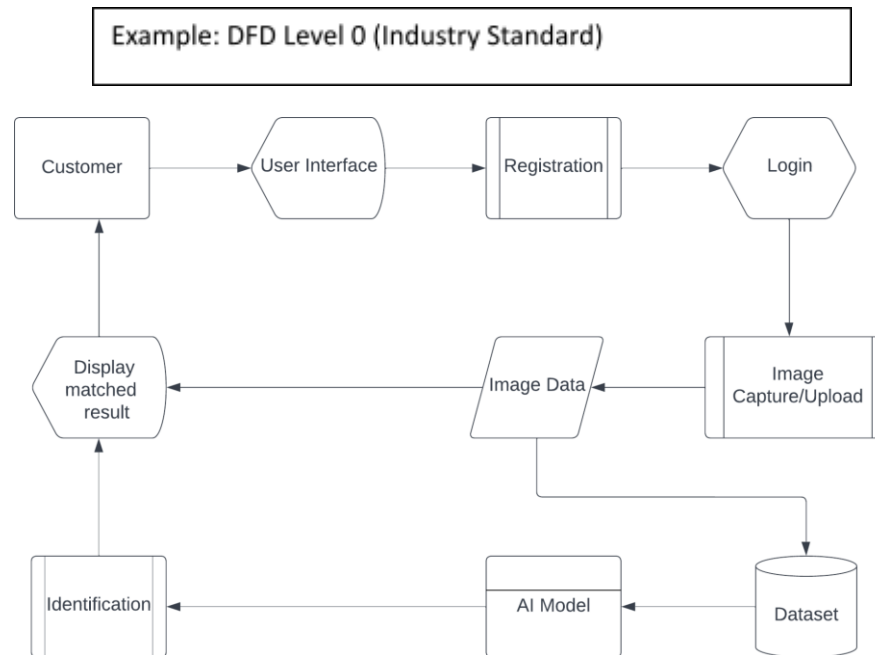 Example: DFD Level 0 (Industry Standard)
Customer
User Interface
Registration
Login
Display
matched
result
Image Data
Image
Capture/Upload
Identification
AI Model
Dataset